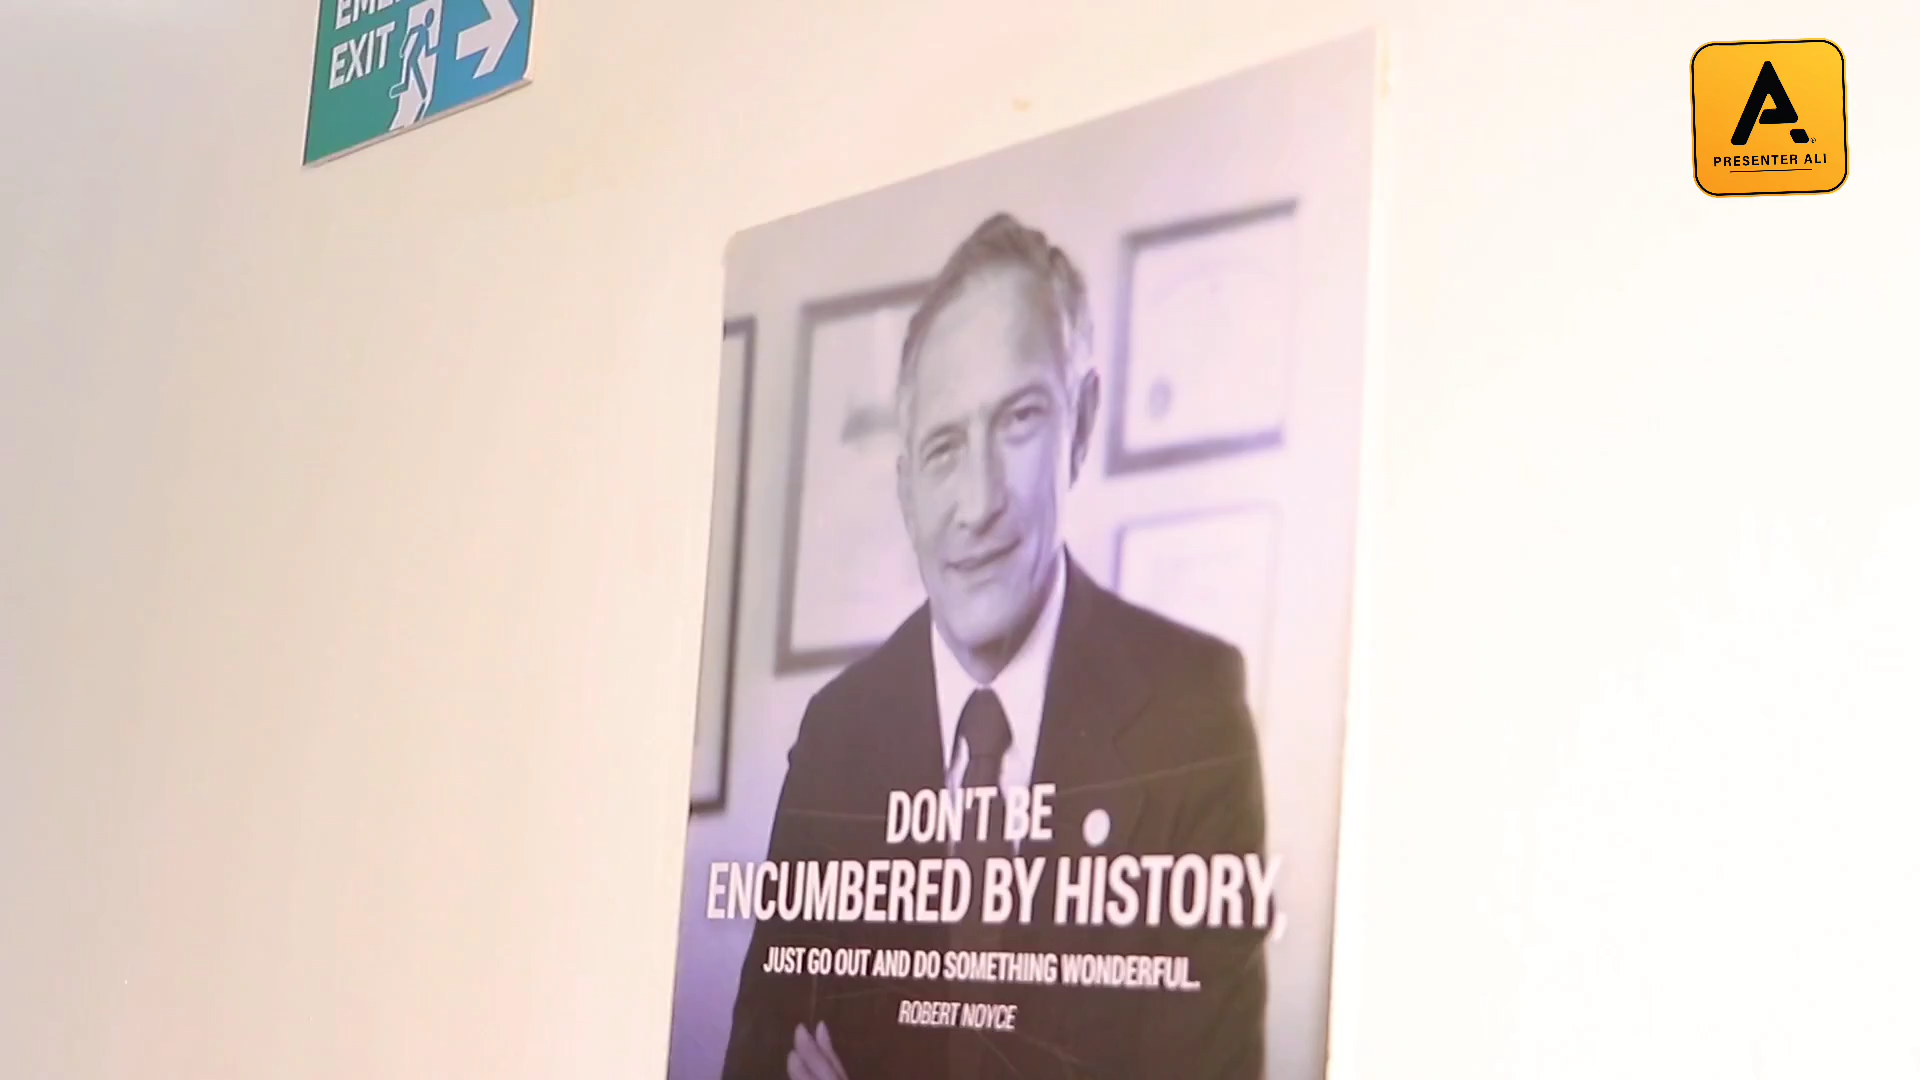 EXIT
A
PRESENTER ALI
DON'T BE
ENCUMBERED BY HISTORY,
JUST GO OUT AND DO SOMETHING WONDERFUL.
ROBERT NOYCE